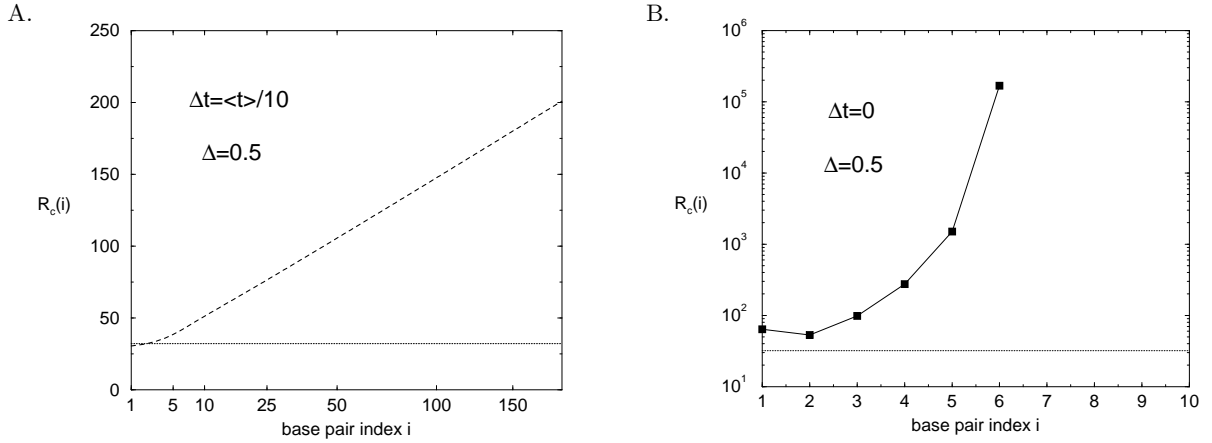 A.
250
200
150
100
50
0
R_c(i)
Δt=<t>/10
Δ=0.5
1 5 10 25 50 100 150
base pair index i
B.
10^6
10^5
10^4
10^3
10^2
10^1
R_c(i)
Δt=0
Δ=0.5
1 2 3 4 5 6 7 8 9 10
base pair index i